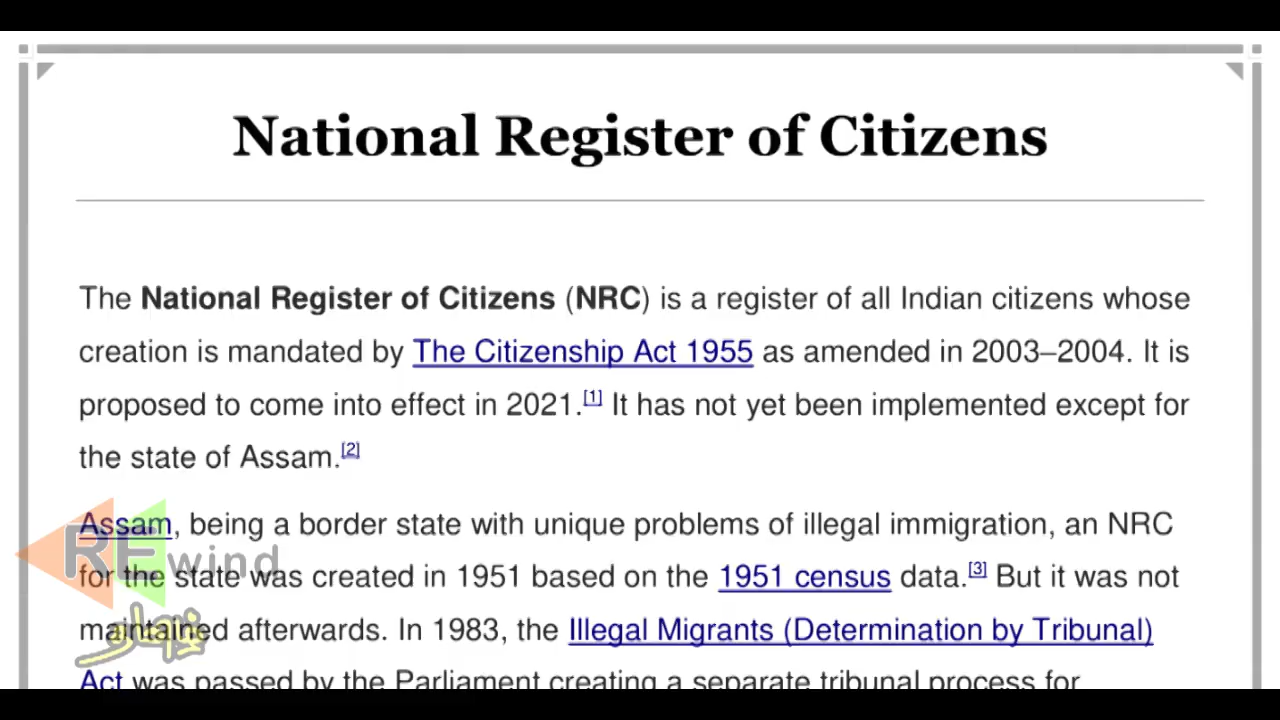 National Register of Citizens
The National Register of Citizens (NRC) is a register of all Indian citizens whose
creation is mandated by The Citizenship Act 1955 as amended in 2003–2004. It is
proposed to come into effect in 2021.[1] It has not yet been implemented except for
the state of Assam.[2]
Assam, being a border state with unique problems of illegal immigration, an NRC
for the state was created in 1951 based on the 1951 census data.[3] But it was not
maintained afterwards. In 1983, the Illegal Migrants (Determination by Tribunal)
Act was passed by the Parliament creating a separate tribunal process for
REwind